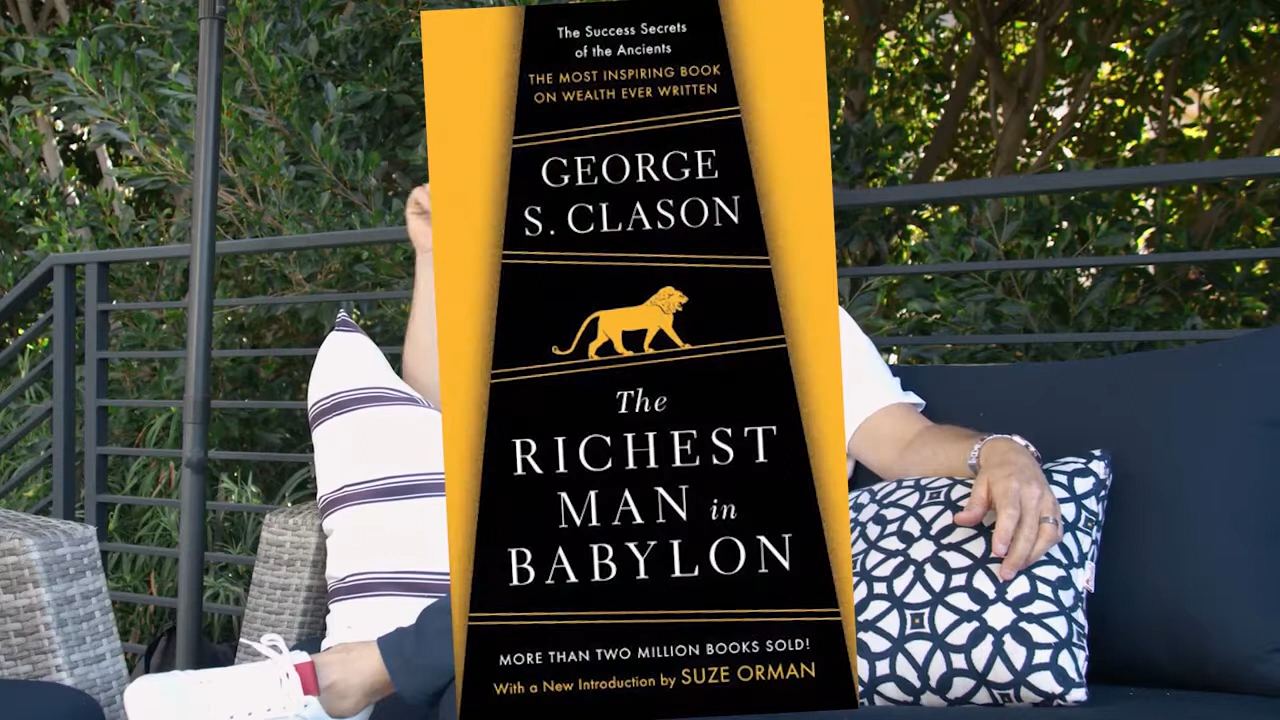 The Success Secrets
of the Ancients
THE MOST INSPIRING BOOK
ON WEALTH EVER WRITTEN
GEORGE
S. CLASON
The
RICHEST
MAN in
BABYLON
MORE THAN TWO MILLION BOOKS SOLD!
With a New Introduction by SUZE ORMAN